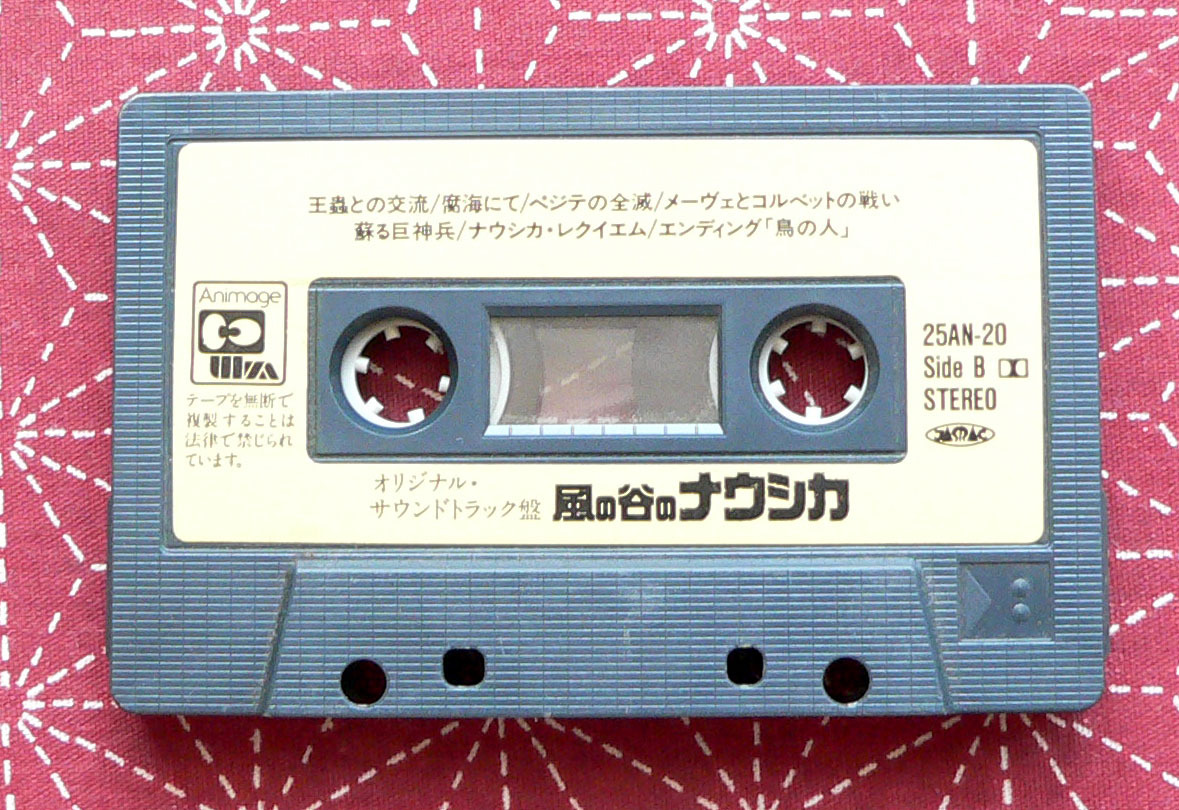 王蟲との交流/腐海にて/ペジテの全滅/メーヴェとコルベットの戦い
蘇る巨神兵/ナウシカ・レクイエム/エンディング「鳥の人」
Animage
テープを無断で
複製することは
法律で禁じられ
ています。
25AN-20
Side B
STEREO
JASRAC
オリジナル・
サウンドトラック盤 風の谷のナウシカ